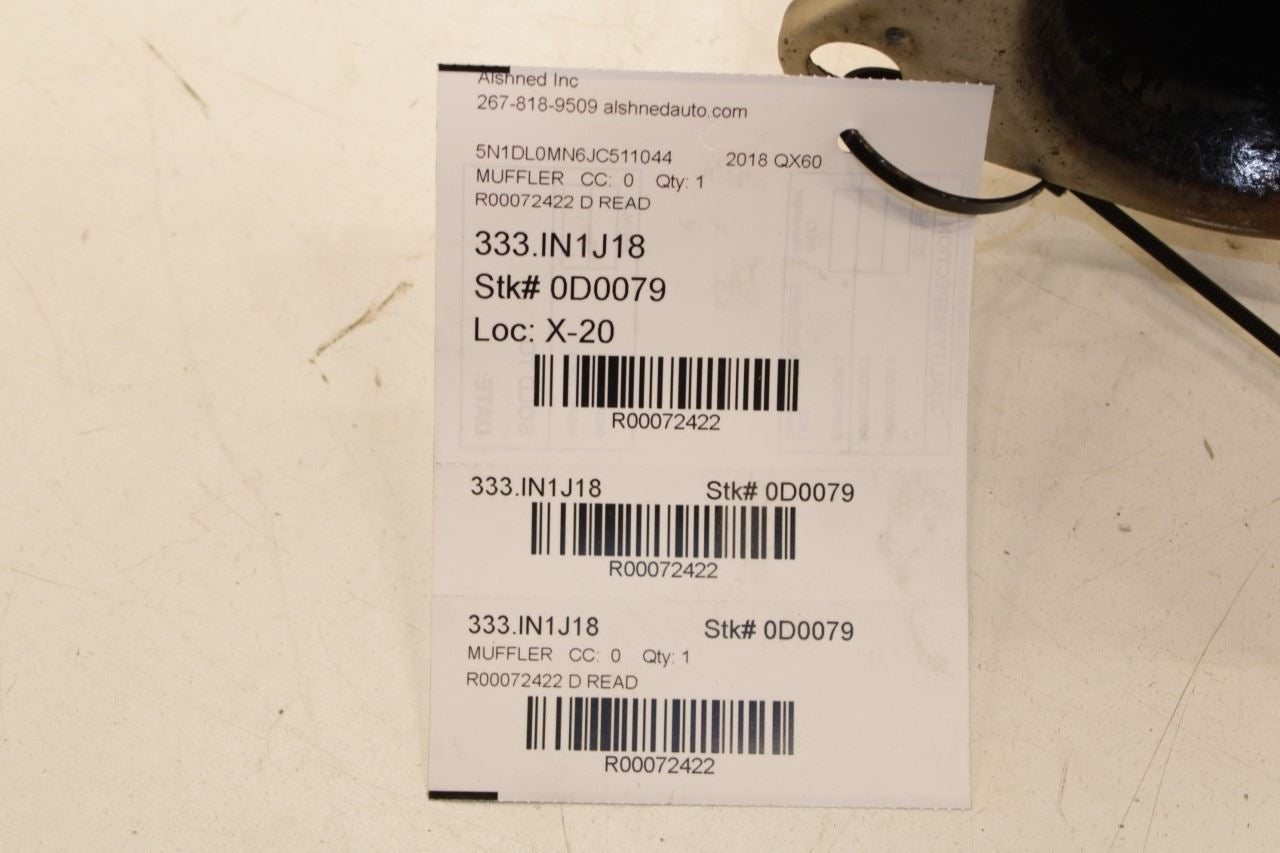 Alshned Inc
267-818-9509 alshnedauto.com
5N1DL0MN6JC511044 2018 QX60
MUFFLER CC: 0 Qty: 1
R00072422 D READ
333.IN1J18
Stk# 0D0079
Loc: X-20
R00072422
333.IN1J18 Stk# 0D0079
R00072422
333.IN1J18 Stk# 0D0079
MUFFLER CC: 0 Qty: 1
R00072422 D READ
R00072422